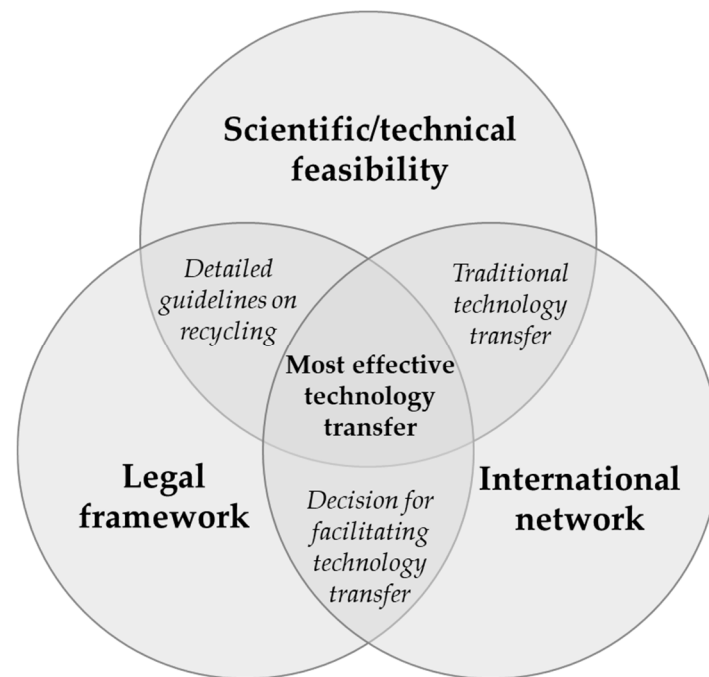 Scientific/technical
feasibility
Detailed
guidelines on
recycling
Traditional
technology
transfer
Most effective
technology
transfer
Legal
framework
International
network
Decision for
facilitating
technology
transfer